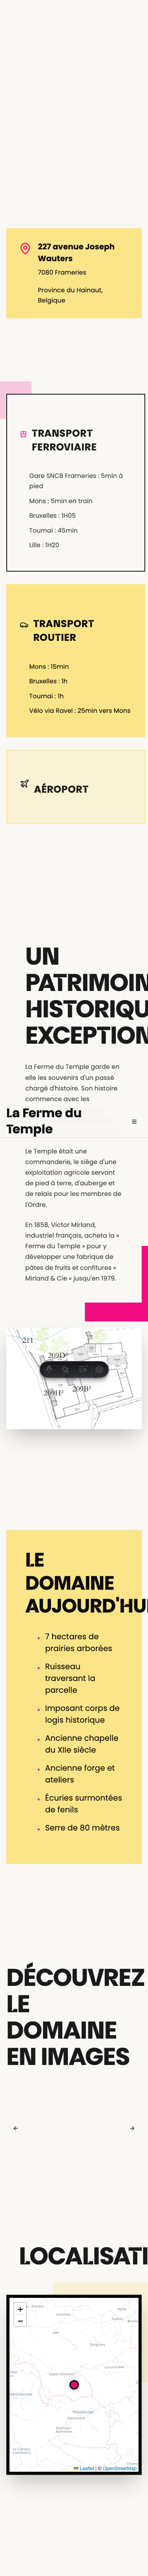 227 avenue Joseph
Wauters
7080 Frameries
Province du Hainaut,
Belgique
TRANSPORT
FERROVIAIRE
Gare SNCB Frameries : 5min à
pied
Mons : 5min en train
Bruxelles : 1H05
Tournai : 45min
Lille : 1H20
TRANSPORT
ROUTIER
Mons : 15min
Bruxelles : 1h
Tournai : 1h
Vélo via Ravel : 25min vers Mons
AÉROPORT
UN
PATRIMOIN
HISTORIQU
EXCEPTION
La Ferme du Temple garde en
elle les souvenirs d'un passé
chargé d'histoire. Son histoire
commence avec les
La Ferme du
Temple
Le Temple était une
commanderie, le siège d'une
exploitation agricole servant
de pied à terre, d'auberge et
de relais pour les membres de
l'Ordre.
En 1858, Victor Mirland,
industriel français, acheta la «
Ferme du Temple » pour y
développer une fabrique de
pâtes de fruits et confitures «
Mirland & Cie » jusqu'en 1979.
211
209D²
209H²
209B²
LE
DOMAINE
AUJOURD'HU
7 hectares de
prairies arborées
Ruisseau
traversant la
parcelle
Imposant corps de
logis historique
Ancienne chapelle
du XIIe siècle
Ancienne forge et
ateliers
Écuries surmontées
de fenils
Serre de 80 mètres
DÉCOUVREZ
LE
DOMAINE
EN IMAGES
LOCALISATI
+
−
Maubeuge
Leaflet | © OpenStreetMap